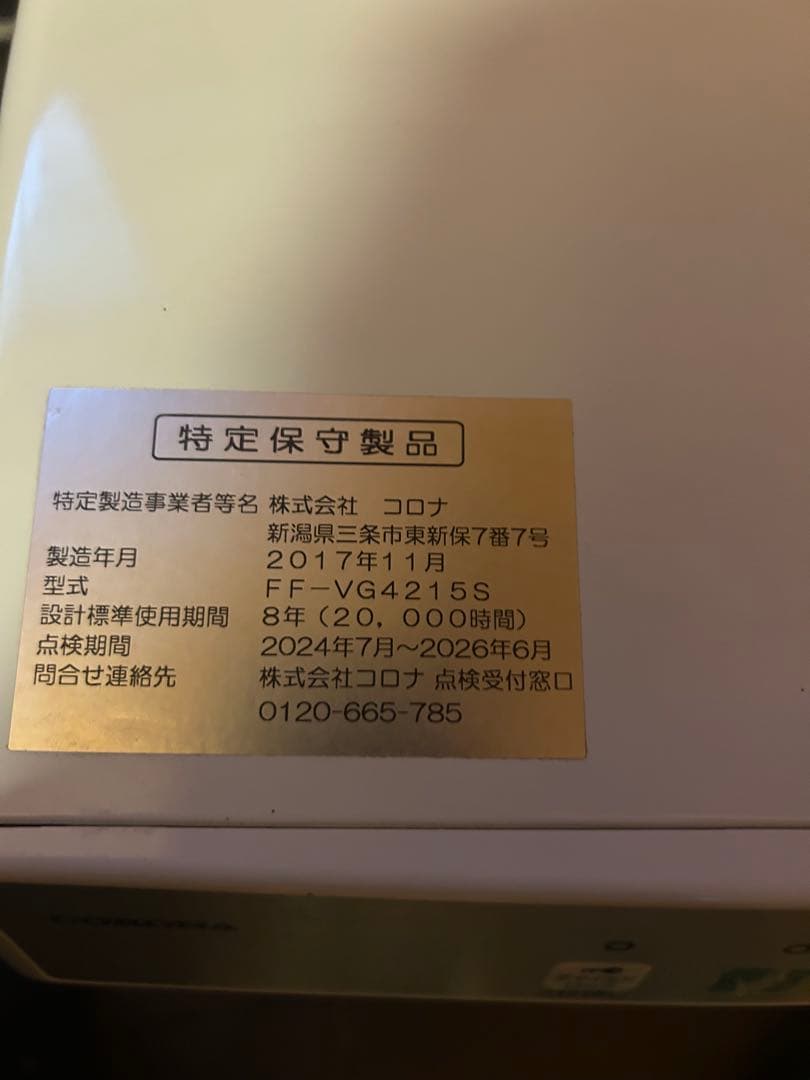 特定保守製品
特定製造事業者等名 株式会社 コロナ
新潟県三条市東新保7番7号
製造年月 2017年11月
型式 FF-VG4215S
設計標準使用期間 8年(20,000時間)
点検期間 2024年7月~2026年6月
問合せ連絡先 株式会社コロナ 点検受付窓口
0120-665-785